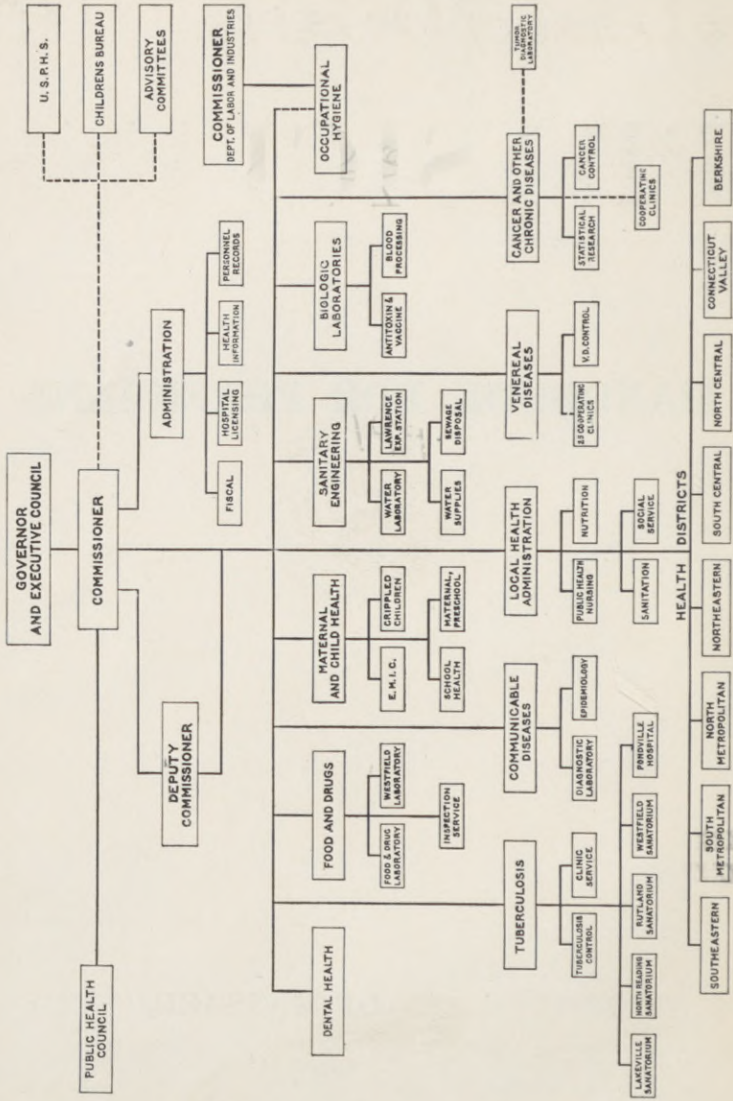 GOVERNOR
AND EXECUTIVE COUNCIL
PUBLIC HEALTH
COUNCIL
COMMISSIONER
U. S. P. H. S.
CHILDRENS BUREAU
ADVISORY
COMMITTEES
DEPUTY
COMMISSIONER
ADMINISTRATION
FISCAL
HOSPITAL
LICENSING
HEALTH
INFORMATION
PERSONNEL
RECORDS
COMMISSIONER
DEPT. OF LABOR AND INDUSTRIES
DENTAL HEALTH
FOOD AND DRUGS
FOOD & DRUG
LABORATORY
WESTFIELD
LABORATORY
INSPECTION
SERVICE
MATERNAL
AND CHILD HEALTH
E. M. I. C.
CRIPPLED
CHILDREN
SCHOOL
HEALTH
MATERNAL,
PRESCHOOL
SANITARY
ENGINEERING
WATER
LABORATORY
LAWRENCE
EXP. STATION
WATER
SUPPLIES
SEWAGE
DISPOSAL
BIOLOGIC
LABORATORIES
ANTITOXIN &
VACCINE
BLOOD
PROCESSING
OCCUPATIONAL
HYGIENE
TUBERCULOSIS
TUBERCULOSIS
CONTROL
CLINIC
SERVICE
LAKEVILLE
SANATORIUM
NORTH READING
SANATORIUM
RUTLAND
SANATORIUM
WESTFIELD
SANATORIUM
PONDVILLE
HOSPITAL
COMMUNICABLE
DISEASES
DIAGNOSTIC
LABORATORY
EPIDEMIOLOGY
LOCAL HEALTH
ADMINISTRATION
PUBLIC HEALTH
NURSING
NUTRITION
SANITATION
SOCIAL
SERVICE
VENEREAL
DISEASES
25 COOPERATING
CLINICS
V. D. CONTROL
CANCER AND OTHER
CHRONIC DISEASES
TUMOR
DIAGNOSTIC
LABORATORY
STATISTICAL
RESEARCH
CANCER
CONTROL
COOPERATING
CLINICS
HEALTH DISTRICTS
SOUTHEASTERN
SOUTH
METROPOLITAN
NORTH
METROPOLITAN
NORTHEASTERN
SOUTH CENTRAL
NORTH CENTRAL
CONNECTICUT
VALLEY
BERKSHIRE